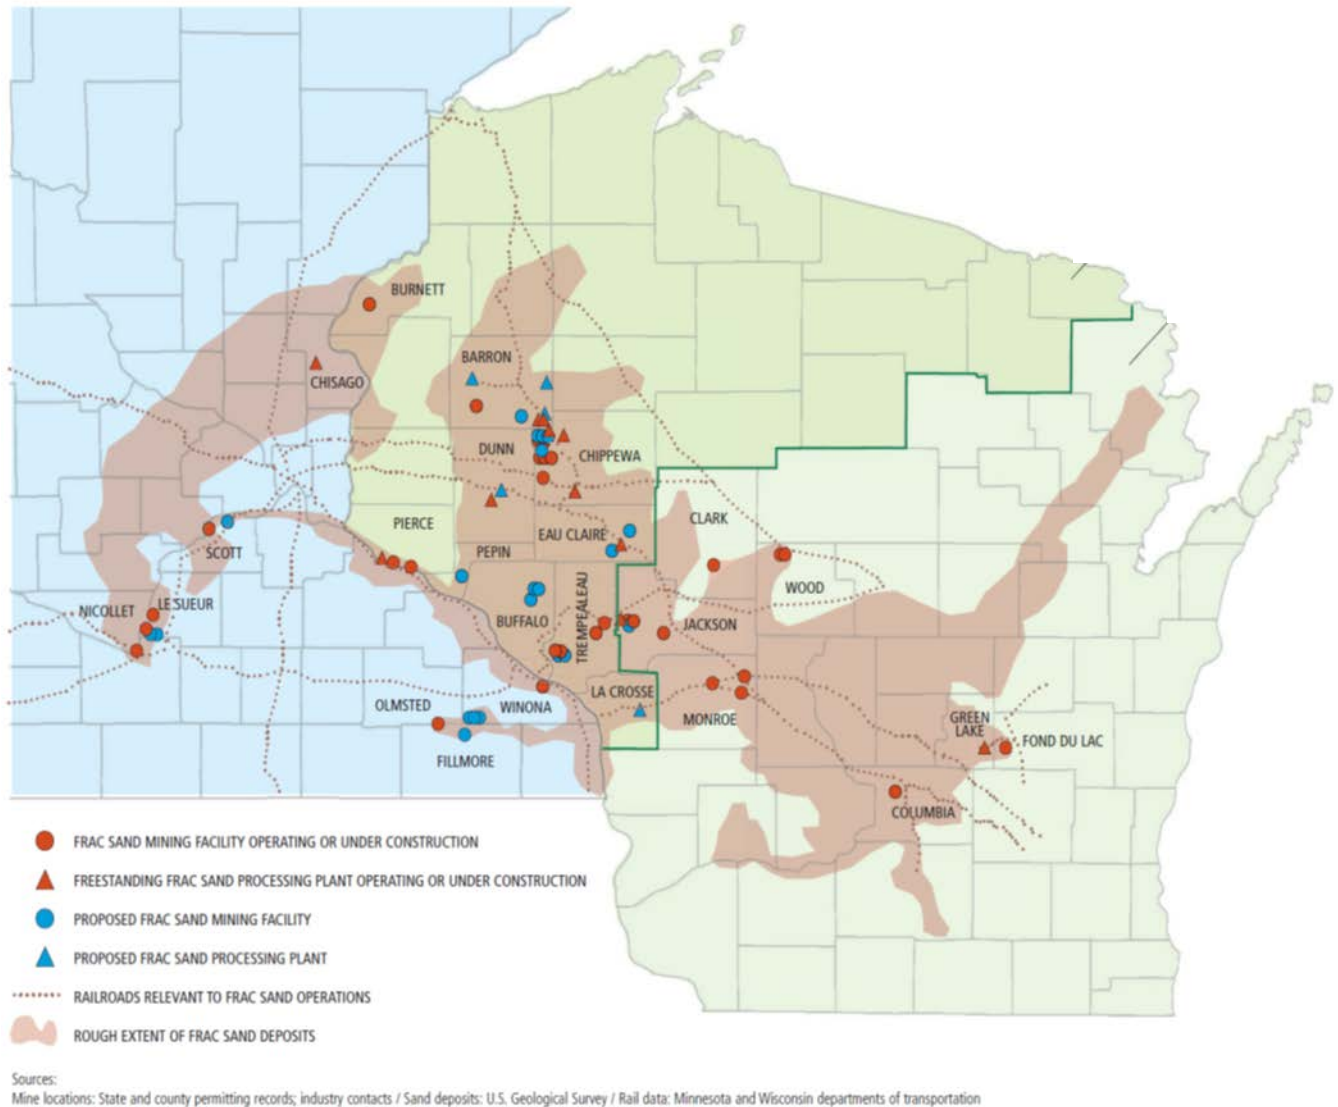 BURNETT
BARRON
CHISAGO
DUNN
CHIPPEWA
PIERCE
CLARK
EAU CLAIRE
SCOTT
PEPIN
WOOD
NICOLLET
LE SUEUR
BUFFALO
TREMPEALEAU
JACKSON
LA CROSSE
OLMSTED
WINONA
MONROE
GREEN
LAKE
FOND DU LAC
FILLMORE
COLUMBIA
FRAC SAND MINING FACILITY OPERATING OR UNDER CONSTRUCTION
FREESTANDING FRAC SAND PROCESSING PLANT OPERATING OR UNDER CONSTRUCTION
PROPOSED FRAC SAND MINING FACILITY
PROPOSED FRAC SAND PROCESSING PLANT
RAILROADS RELEVANT TO FRAC SAND OPERATIONS
ROUGH EXTENT OF FRAC SAND DEPOSITS
Sources:
Mine locations: State and county permitting records; industry contacts / Sand deposits: U.S. Geological Survey / Rail data: Minnesota and Wisconsin departments of transportation